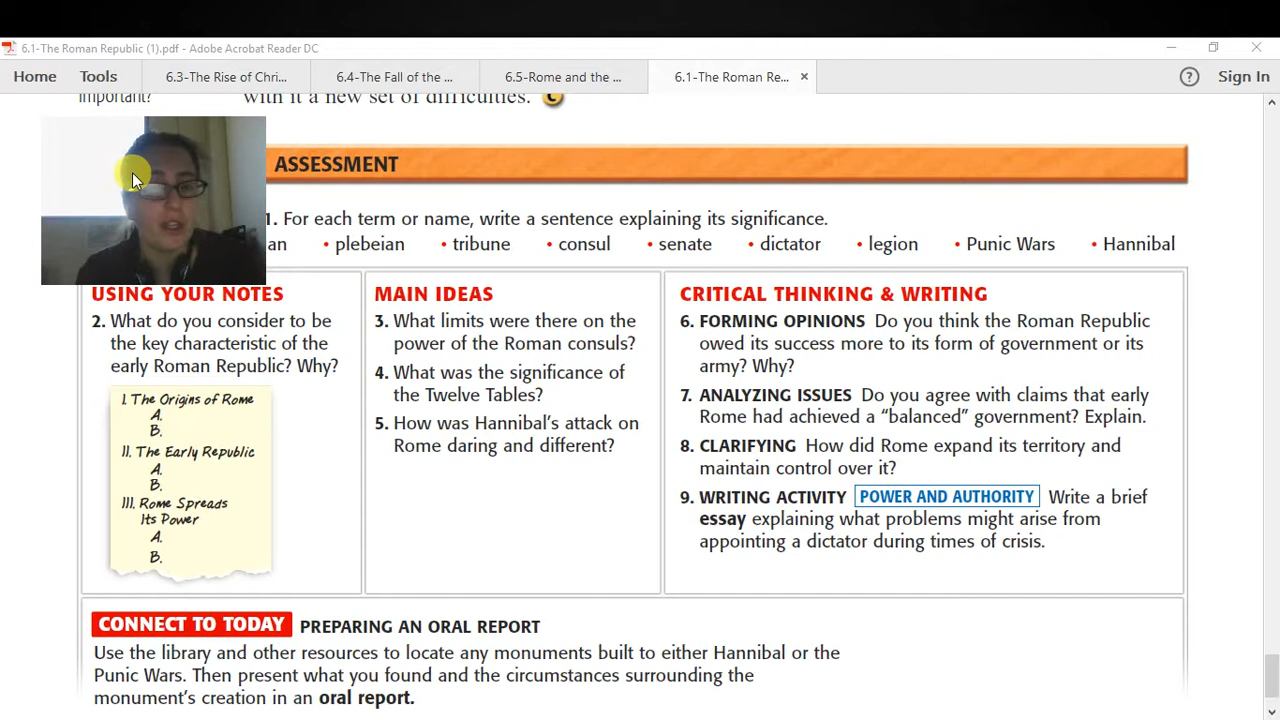 6.1-The Roman Republic (1).pdf - Adobe Acrobat Reader DC
Home Tools 6.3-The Rise of Chri... 6.4-The Fall of the ... 6.5-Rome and the ... 6.1-The Roman Re... × ? Sign In
important? with it a new set of difficulties. C
ASSESSMENT
1. For each term or name, write a sentence explaining its significance.
an • plebeian • tribune • consul • senate • dictator • legion • Punic Wars • Hannibal
USING YOUR NOTES
2. What do you consider to be
the key characteristic of the
early Roman Republic? Why?
I. The Origins of Rome
A.
B.
II. The Early Republic
A.
B.
III. Rome Spreads
Its Power
A.
B.
MAIN IDEAS
3. What limits were there on the
power of the Roman consuls?
4. What was the significance of
the Twelve Tables?
5. How was Hannibal's attack on
Rome daring and different?
CRITICAL THINKING & WRITING
6. FORMING OPINIONS Do you think the Roman Republic
owed its success more to its form of government or its
army? Why?
7. ANALYZING ISSUES Do you agree with claims that early
Rome had achieved a "balanced" government? Explain.
8. CLARIFYING How did Rome expand its territory and
maintain control over it?
9. WRITING ACTIVITY POWER AND AUTHORITY Write a brief
essay explaining what problems might arise from
appointing a dictator during times of crisis.
CONNECT TO TODAY PREPARING AN ORAL REPORT
Use the library and other resources to locate any monuments built to either Hannibal or the
Punic Wars. Then present what you found and the circumstances surrounding the
monument's creation in an oral report.